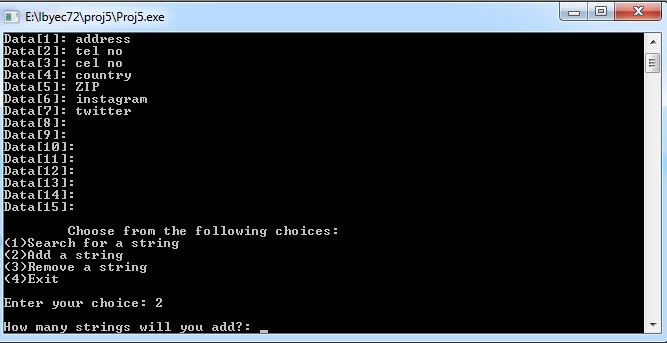 E:\lbyec72\proj5\Proj5.exe
Data[1]: address
Data[2]: tel no
Data[3]: cel no
Data[4]: country
Data[5]: ZIP
Data[6]: instagram
Data[7]: twitter
Data[8]:
Data[9]:
Data[10]:
Data[11]:
Data[12]:
Data[13]:
Data[14]:
Data[15]:
Choose from the following choices:
(1)Search for a string
(2)Add a string
(3)Remove a string
(4)Exit
Enter your choice: 2
How many strings will you add?: _